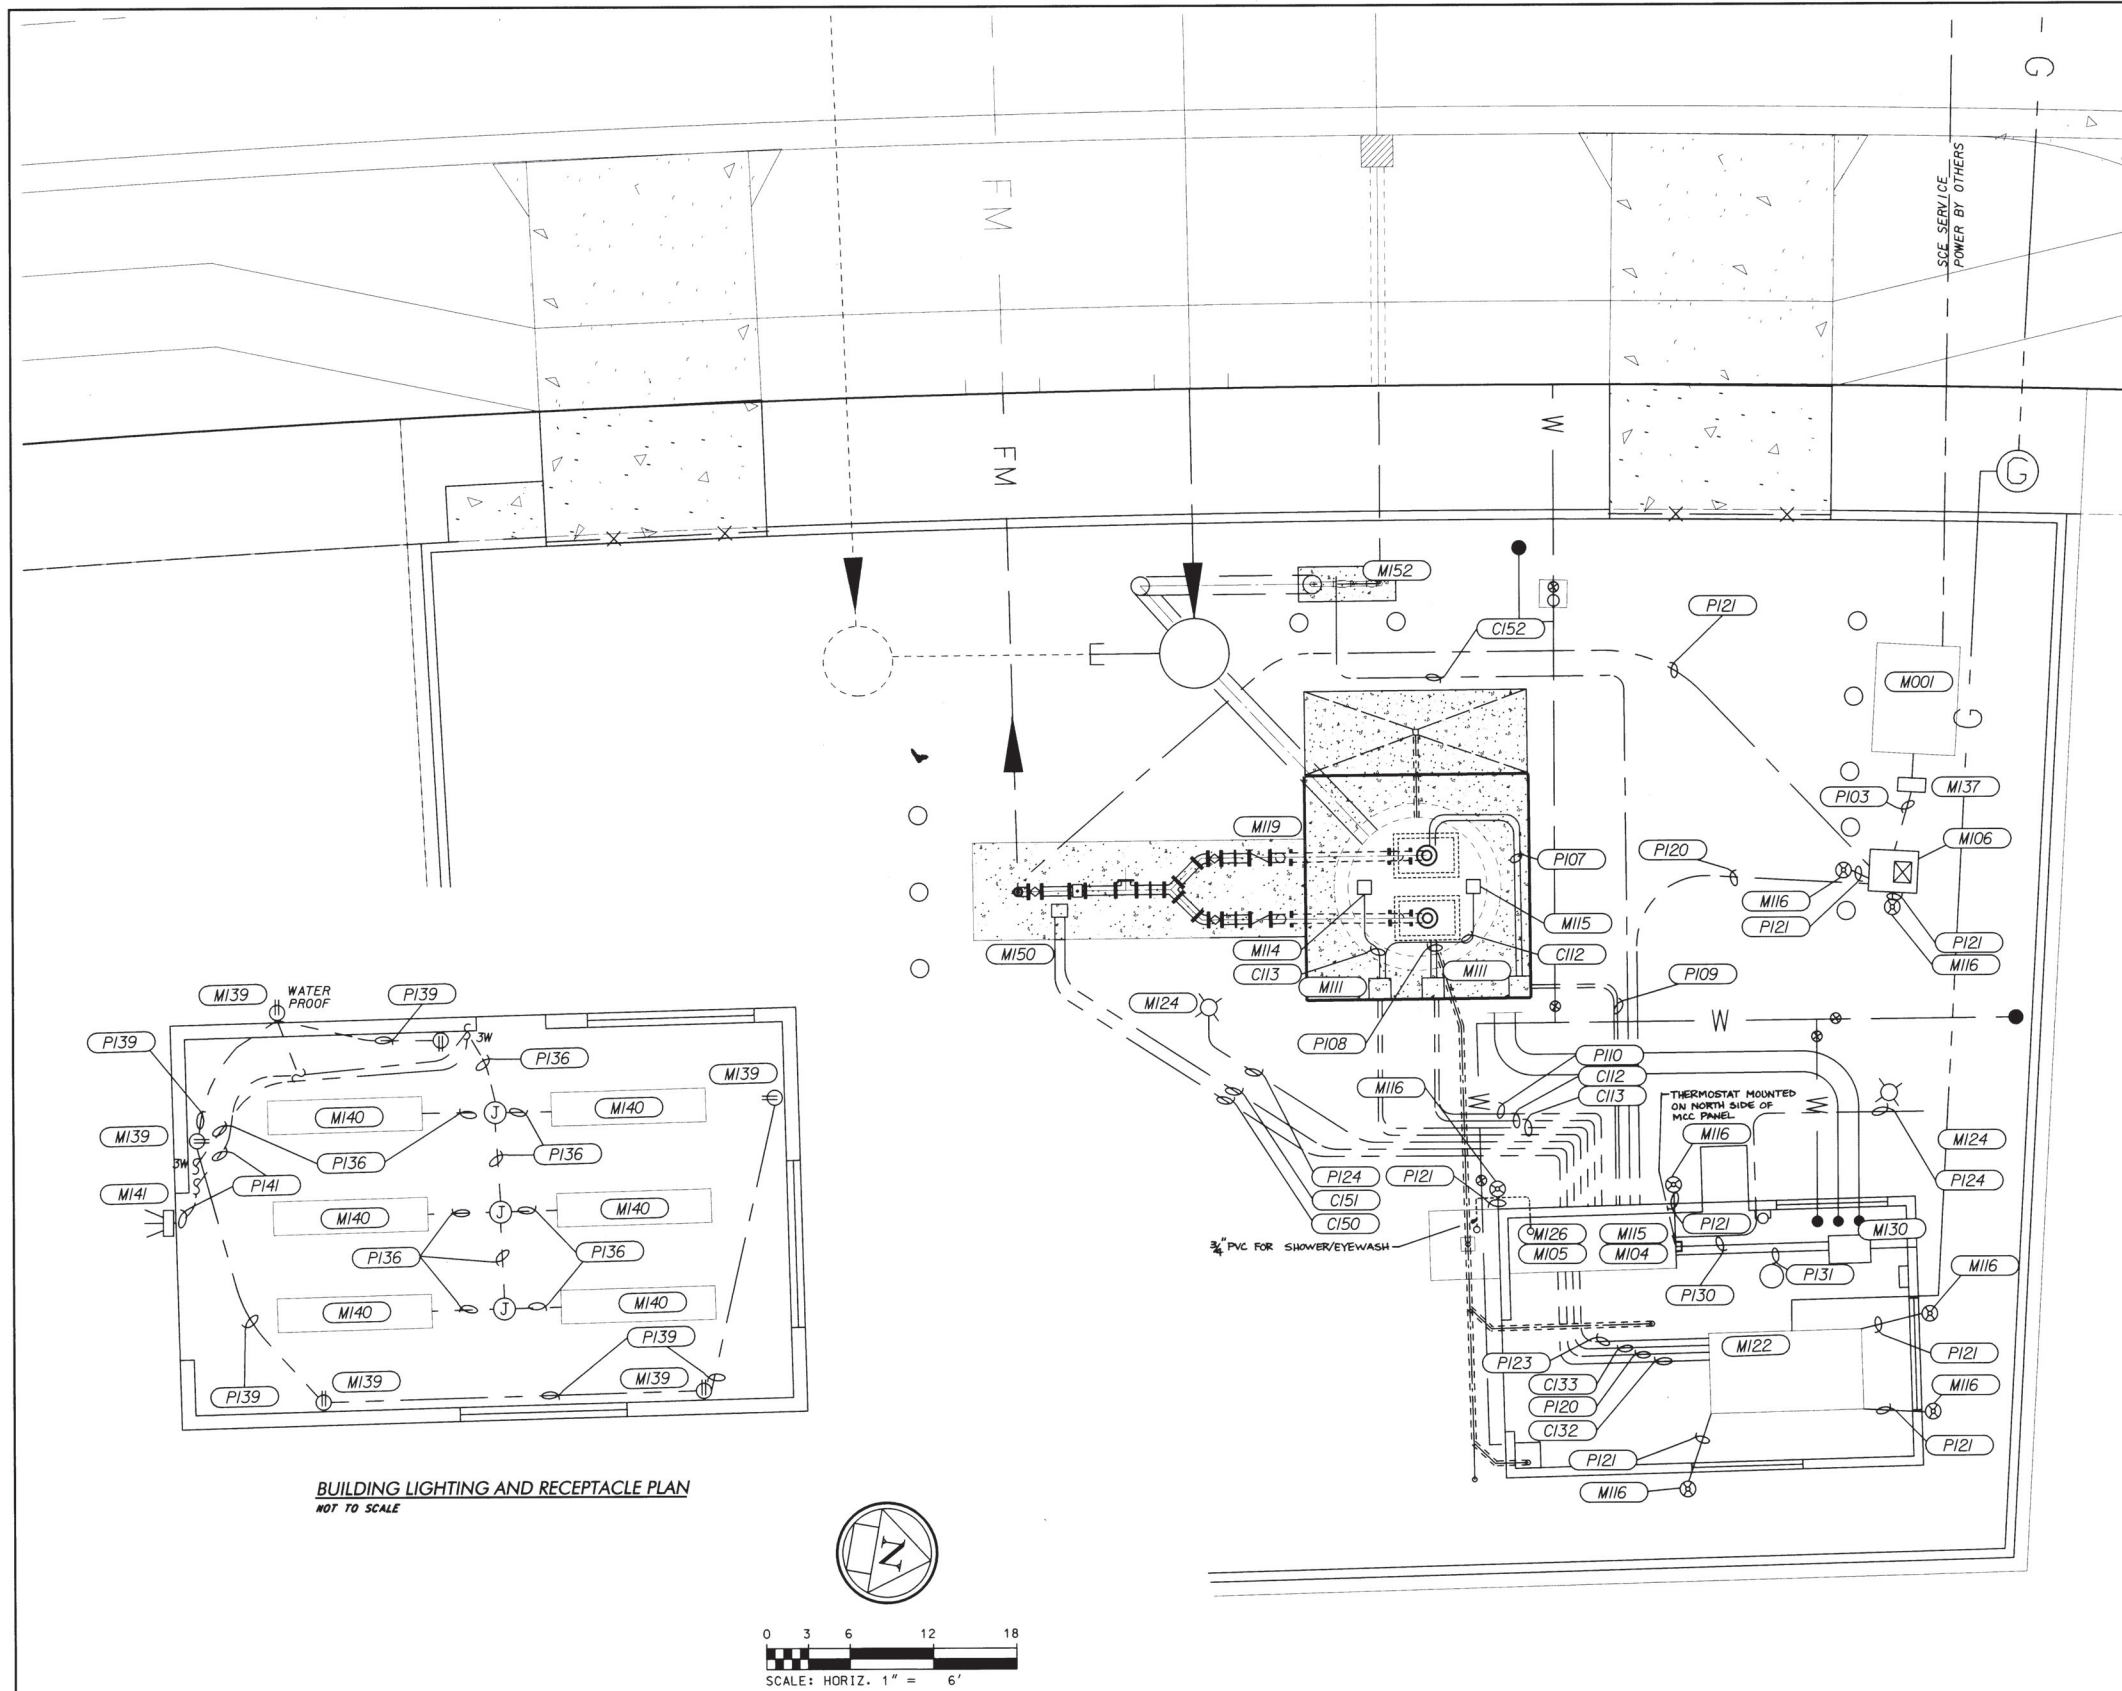 G
SCE SERVICE
POWER BY OTHERS
FM
FM
W
G
M152
P121
C152
M001
G
M137
P103
M119
M106
P107
P120
M116
P121
M115
M114
M150
C112
P121
M116
C113
M111
M111
P109
M124
W
P108
P110
M116
C112
C113
THERMOSTAT MOUNTED
ON NORTH SIDE OF
MCC PANEL
W
W
M116
M124
P124
P121
P124
C151
C150
P121
M126
M115
M130
3/4" PVC FOR SHOWER/EYEWASH
M105
M104
M116
P131
P130
M122
P123
P121
C133
M116
P120
C132
P121
P121
M116
M139
WATER
PROOF
P139
P139
3W
P136
M139
M140
J
M140
M139
P136
P136
3W
M141
P141
M140
J
M140
P136
P136
M140
J
M140
P139
P139
M139
M139
BUILDING LIGHTING AND RECEPTACLE PLAN
NOT TO SCALE
N
0 3 6 12 18
SCALE: HORIZ. 1" = 6'